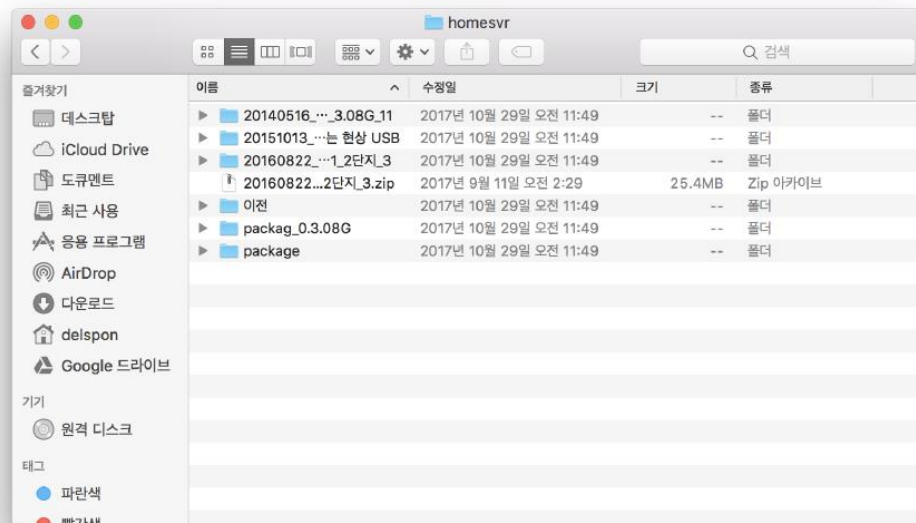 homesvr
검색
즐겨찾기
데스크탑
iCloud Drive
도큐멘트
최근 사용
응용 프로그램
AirDrop
다운로드
delspon
Google 드라이브
기기
원격 디스크
태그
파란색
빨간색
이름 수정일 크기 종류
20140516_···_3.08G_11 2017년 10월 29일 오전 11:49 -- 폴더
20151013_···는 현상 USB 2017년 10월 29일 오전 11:49 -- 폴더
20160822_···1_2단지_3 2017년 10월 29일 오전 11:49 -- 폴더
20160822...2단지_3.zip 2017년 9월 11일 오전 2:29 25.4MB Zip 아카이브
이전 2017년 10월 29일 오전 11:49 -- 폴더
packag_0.3.08G 2017년 10월 29일 오전 11:49 -- 폴더
package 2017년 10월 29일 오전 11:49 -- 폴더